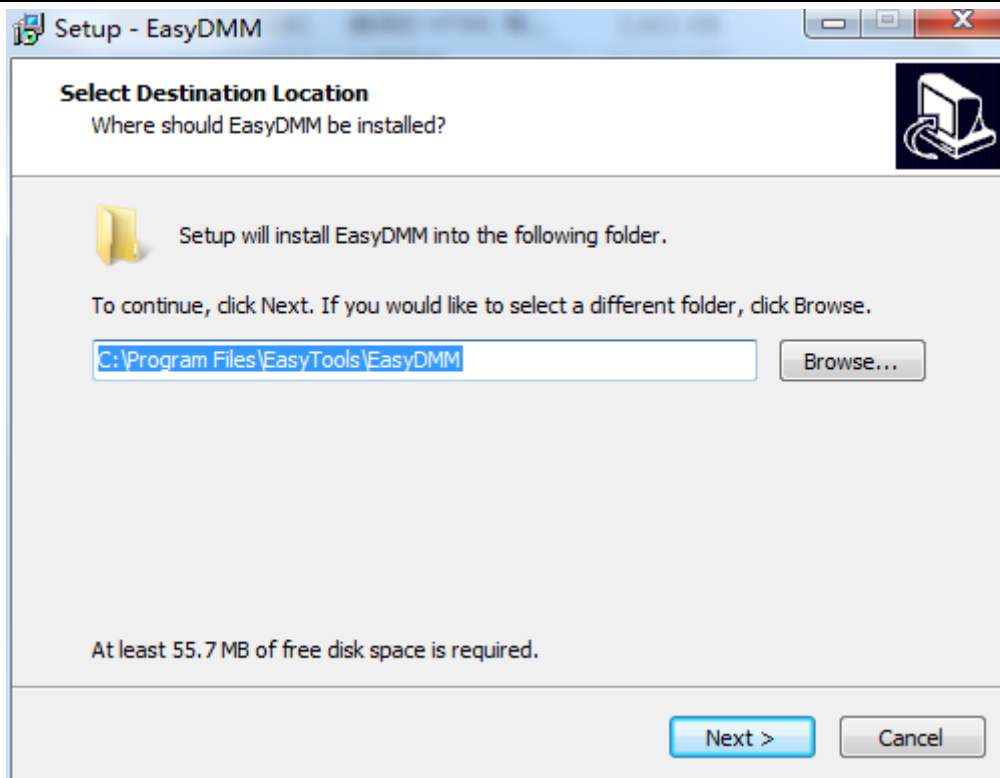 Setup - EasyDMM
Select Destination Location
Where should EasyDMM be installed?
Setup will install EasyDMM into the following folder.
To continue, click Next. If you would like to select a different folder, click Browse.
C:\Program Files\EasyTools\EasyDMM
Browse...
At least 55.7 MB of free disk space is required.
Next >
Cancel